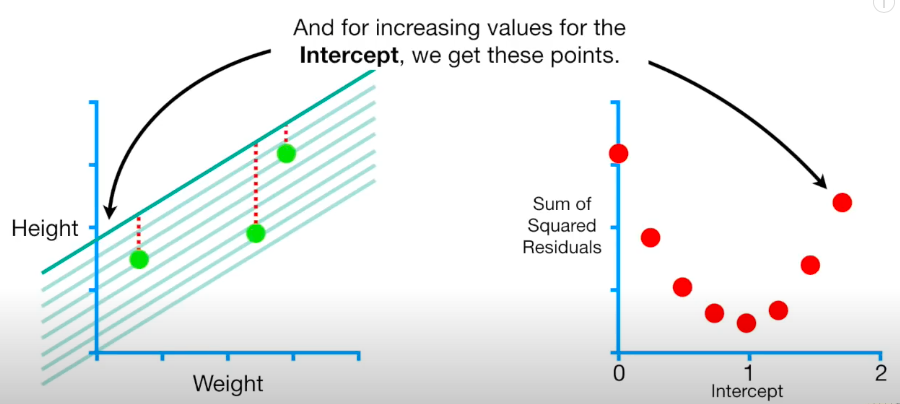 And for increasing values for the
Intercept, we get these points.
Height
Weight
Sum of
Squared
Residuals
0
1
2
Intercept